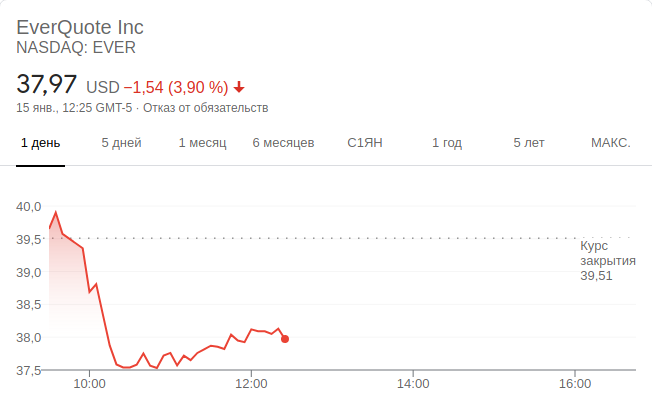 EverQuote Inc
NASDAQ: EVER
37,97 USD −1,54 (3,90 %)
15 янв., 12:25 GMT-5 · Отказ от обязательств
1 день 5 дней 1 месяц 6 месяцев С1ЯН 1 год 5 лет МАКС.
40,0
39,5
Курс
закрытия
39,51
39,0
38,5
38,0
37,5
10:00 12:00 14:00 16:00